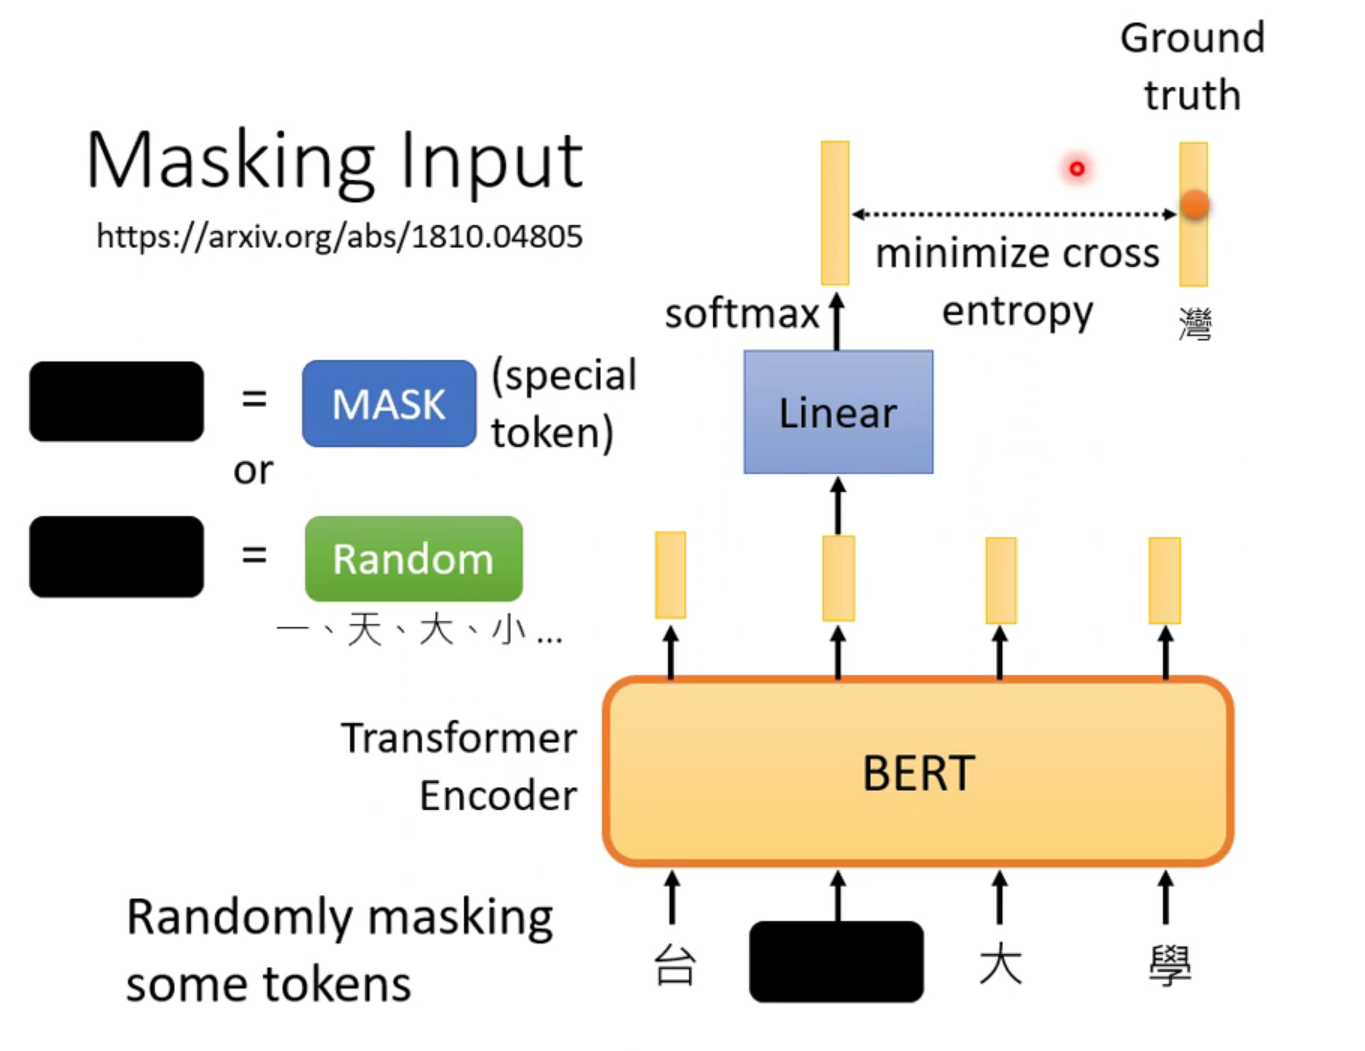 Masking Input
https://arxiv.org/abs/1810.04805
Ground
truth
minimize cross
entropy
灣
softmax
Linear
=
MASK
(special
token)
or
=
Random
一、天、大、小 ...
Transformer
Encoder
BERT
Randomly masking
some tokens
台 大 學